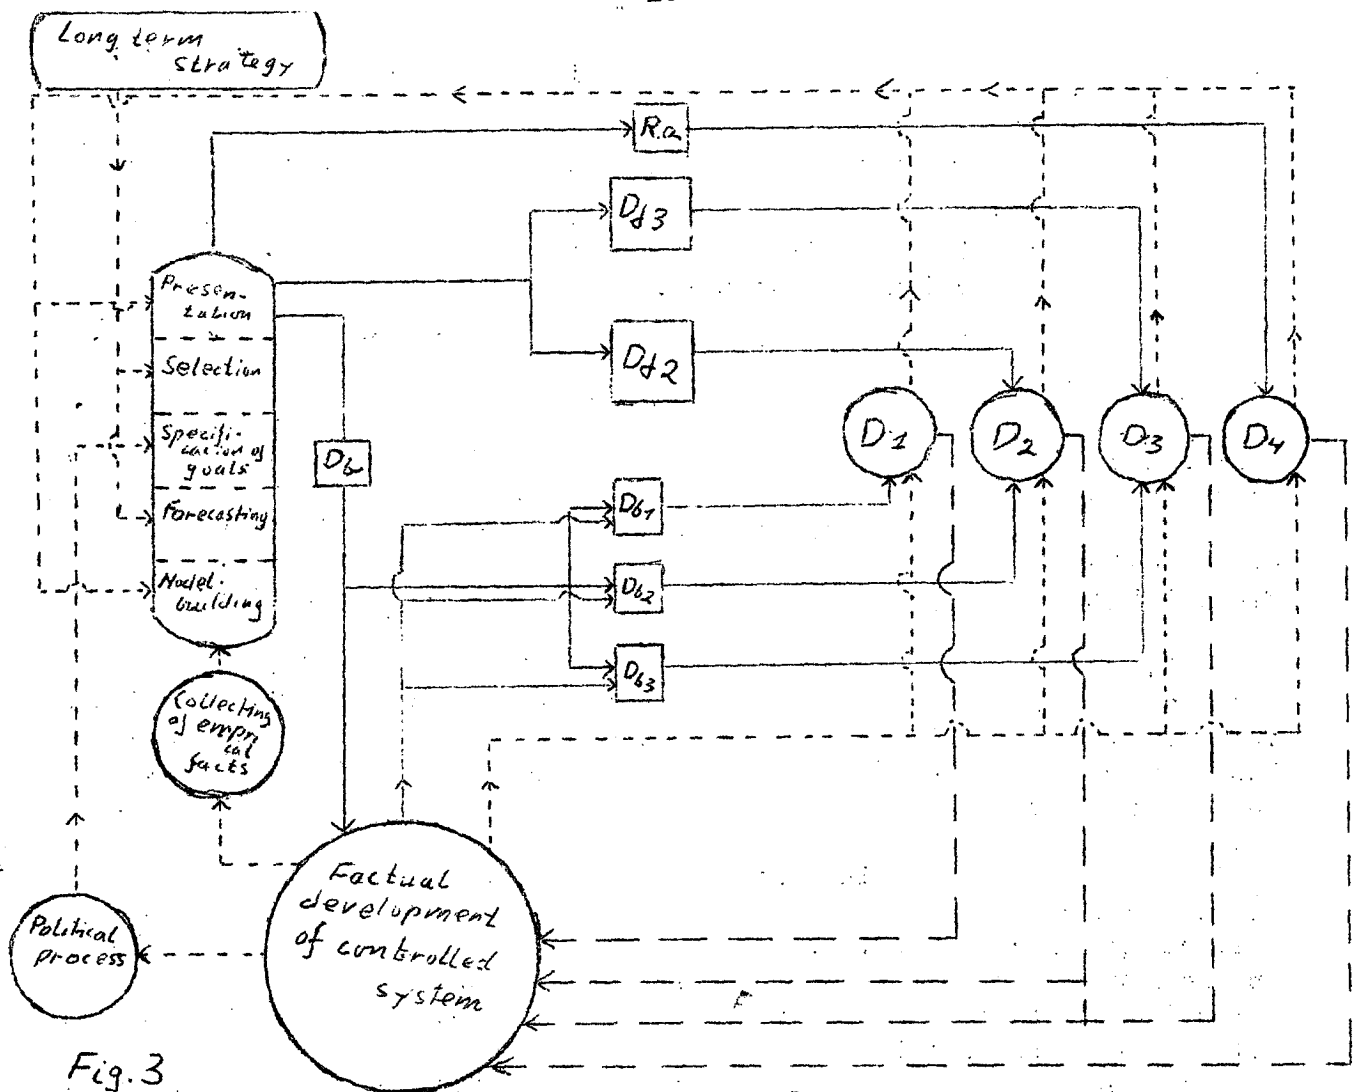 Long term
strategy
Ra
Dd3
Dd2
Presen-
tation
Selection
Specifi-
cation of
goals
Forecasting
Model-
building
Db
Db1
Db2
Db3
D1
D2
D3
D4
Collecting
of empri
cal
facts
Political
process
Factual
development
of controlled
system
Fig.3